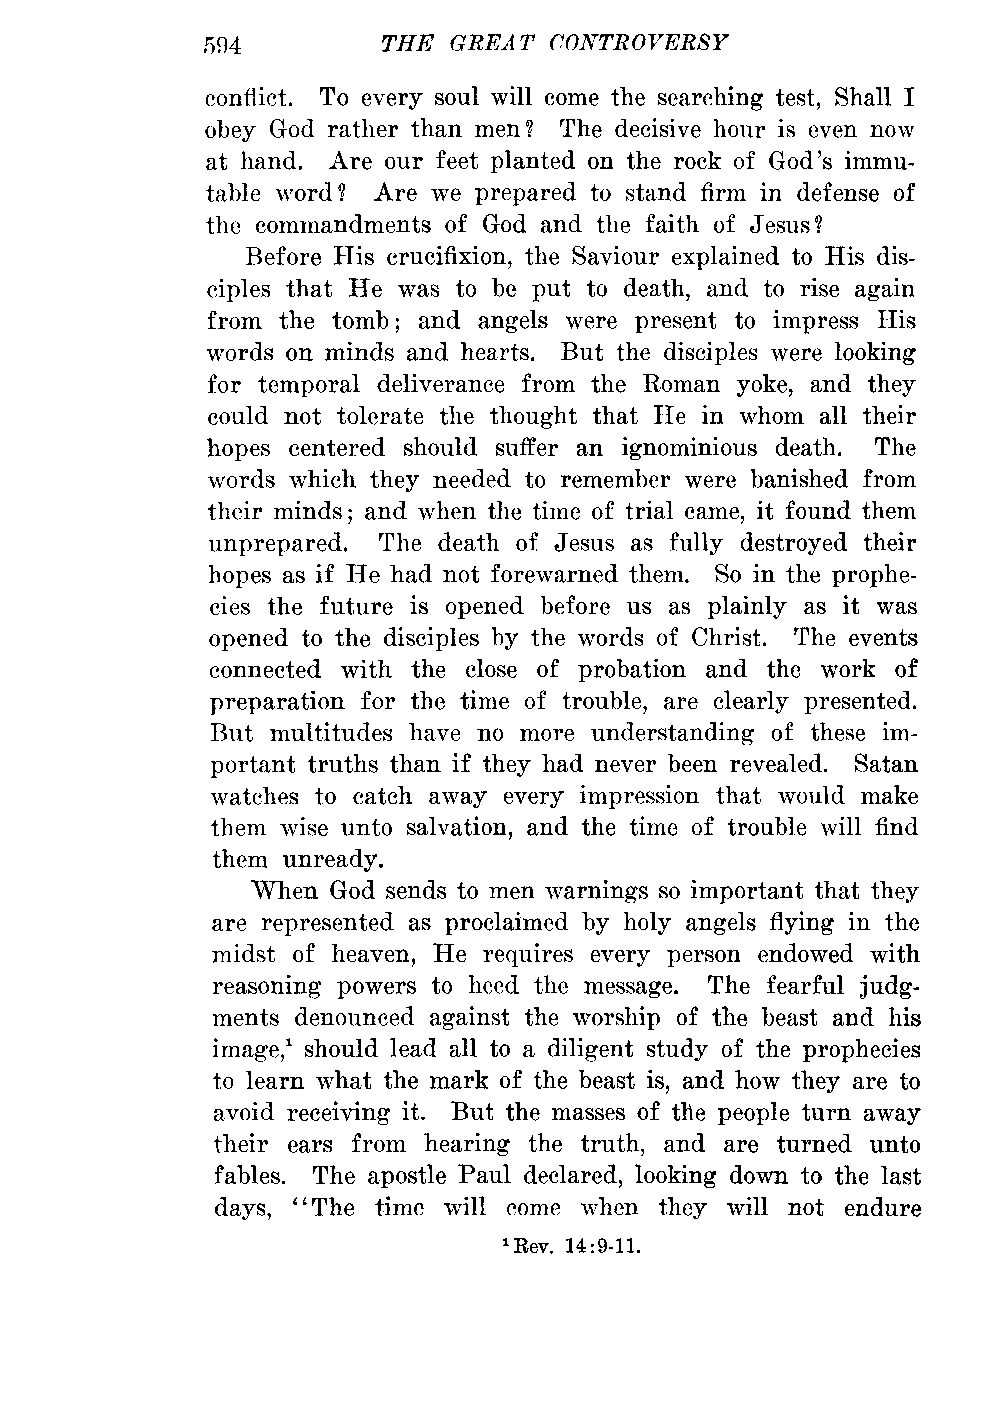 594 THE GREAT CONTROVERSY
conflict. To every soul will come the searching test, Shall I
obey God rather than men? The decisive hour is even now
at hand. Are our feet planted on the rock of God's immu-
table word? Are we prepared to stand firm in defense of
the commandments of God and the faith of Jesus?
Before His crucifixion, the Saviour explained to His dis-
ciples that He was to be put to death, and to rise again
from the tomb; and angels were present to impress His
words on minds and hearts. But the disciples were looking
for temporal deliverance from the Roman yoke, and they
could not tolerate the thought that He in whom all their
hopes centered should suffer an ignominious death. The
words which they needed to remember were banished from
their minds; and when the time of trial came, it found them
unprepared. The death of Jesus as fully destroyed their
hopes as if He had not forewarned them. So in the prophe-
cies the future is opened before us as plainly as it was
opened to the disciples by the words of Christ. The events
connected with the close of probation and the work of
preparation for the time of trouble, are clearly presented.
But multitudes have no more understanding of these im-
portant truths than if they had never been revealed. Satan
watches to catch away every impression that would make
them wise unto salvation, and the time of trouble will find
them unready.
When God sends to men warnings so important that they
are represented as proclaimed by holy angels flying in the
midst of heaven, He requires every person endowed with
reasoning powers to heed the message. The fearful judg-
ments denounced against the worship of the beast and his
image,¹ should lead all to a diligent study of the prophecies
to learn what the mark of the beast is, and how they are to
avoid receiving it. But the masses of the people turn away
their ears from hearing the truth, and are turned unto
fables. The apostle Paul declared, looking down to the last
days, "The time will come when they will not endure
¹Rev. 14:9-11.